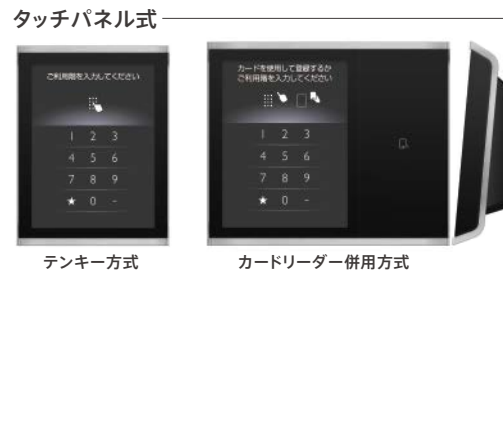 タッチパネル式
ご利用階を入力してください
1 2 3
4 5 6
7 8 9
★ 0 -
テンキー方式
カードを使用して登録するか
ご利用階を入力してください
1 2 3
4 5 6
7 8 9
★ 0 -
カードリーダー併用方式